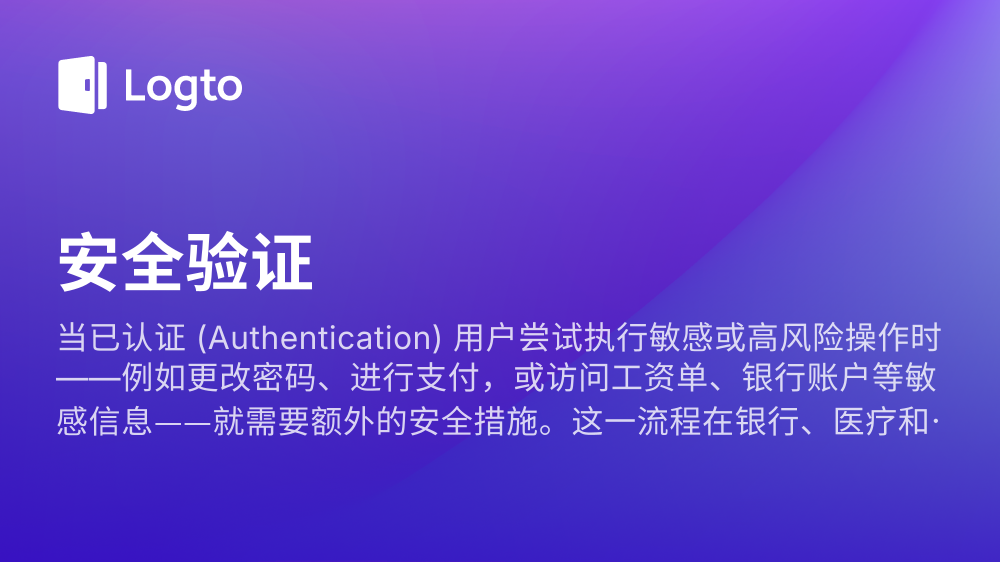 Logto
安全验证
当已认证 (Authentication) 用户尝试执行敏感或高风险操作时
——例如更改密码、进行支付，或访问工资单、银行账户等敏
感信息——就需要额外的安全措施。这一流程在银行、医疗和·